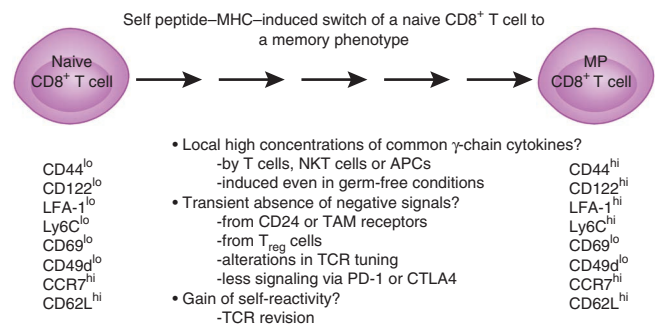 Self peptide–MHC–induced switch of a naive CD8⁺ T cell to
a memory phenotype
Naive
CD8⁺ T cell
MP
CD8⁺ T cell
CD44ˡᵒ
CD122ˡᵒ
LFA-1ˡᵒ
Ly6Cˡᵒ
CD69ˡᵒ
CD49dˡᵒ
CCR7ʰⁱ
CD62Lʰⁱ
• Local high concentrations of common γ-chain cytokines?
-by T cells, NKT cells or APCs
-induced even in germ-free conditions
• Transient absence of negative signals?
-from CD24 or TAM receptors
-from Treg cells
-alterations in TCR tuning
-less signaling via PD-1 or CTLA4
• Gain of self-reactivity?
-TCR revision
CD44ʰⁱ
CD122ʰⁱ
LFA-1ʰⁱ
Ly6Cʰⁱ
CD69ˡᵒ
CD49dˡᵒ
CCR7ʰⁱ
CD62Lʰⁱ